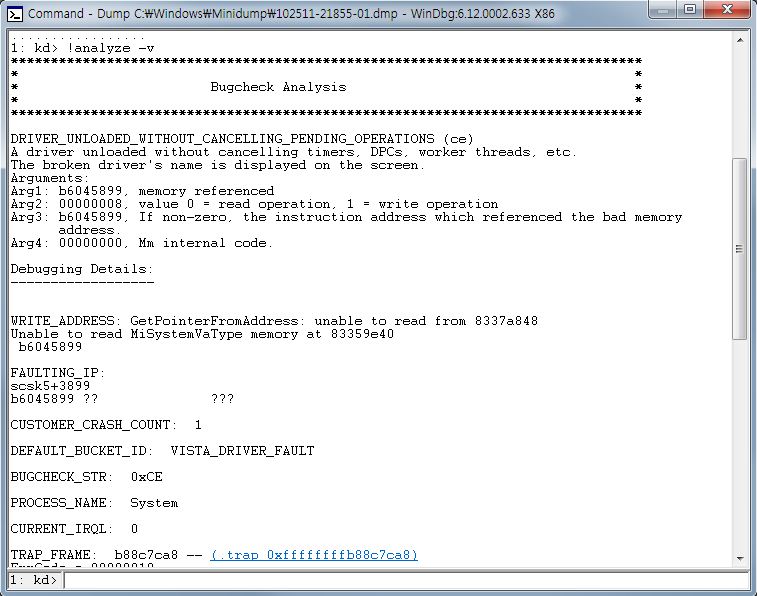 Command - Dump C:₩Windows₩Minidump₩102511-21855-01.dmp - WinDbg:6.12.0002.633 X86
................
1: kd> !analyze -v
*******************************************************************************
*                                                                             *
*                        Bugcheck Analysis                                    *
*                                                                             *
*******************************************************************************
DRIVER_UNLOADED_WITHOUT_CANCELLING_PENDING_OPERATIONS (ce)
A driver unloaded without cancelling timers, DPCs, worker threads, etc.
The broken driver's name is displayed on the screen.
Arguments:
Arg1: b6045899, memory referenced
Arg2: 00000008, value 0 = read operation, 1 = write operation
Arg3: b6045899, If non-zero, the instruction address which referenced the bad memory
address.
Arg4: 00000000, Mm internal code.
Debugging Details:
------------------
WRITE_ADDRESS: GetPointerFromAddress: unable to read from 8337a848
Unable to read MiSystemVaType memory at 83359e40
b6045899
FAULTING_IP:
scsk5+3899
b6045899 ?? ???
CUSTOMER_CRASH_COUNT: 1
DEFAULT_BUCKET_ID: VISTA_DRIVER_FAULT
BUGCHECK_STR: 0xCE
PROCESS_NAME: System
CURRENT_IRQL: 0
TRAP_FRAME: b88c7ca8 -- (.trap 0xffffffffb88c7ca8)
1: kd>